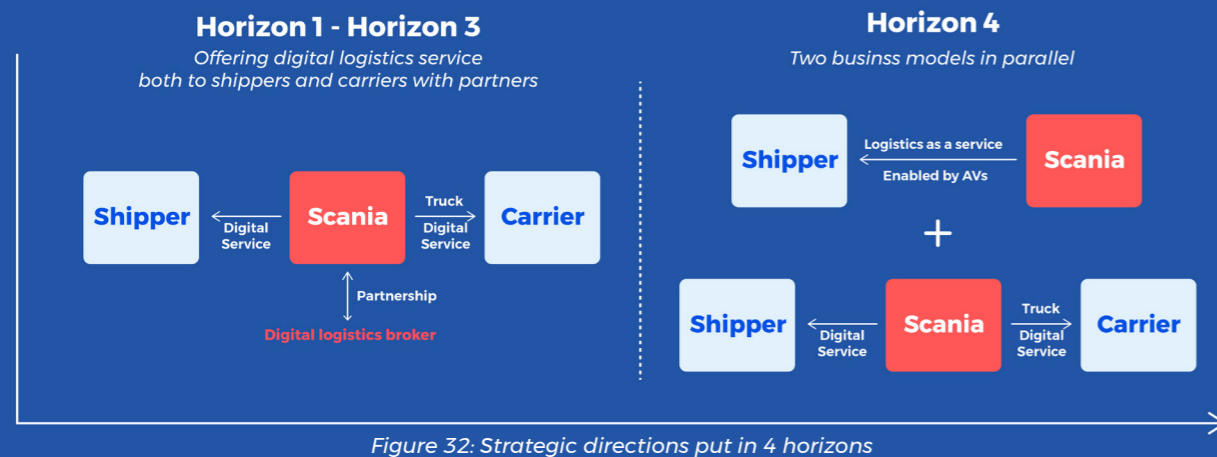 Horizon 1 - Horizon 3
Offering digital logistics service
both to shippers and carriers with partners
Shipper
Digital
Service
Scania
Truck
Digital
Service
Carrier
Partnership
Digital logistics broker
Horizon 4
Two businss models in parallel
Shipper
Logistics as a service
Enabled by AVs
Scania
+
Shipper
Digital
Service
Scania
Truck
Digital
Service
Carrier
Figure 32: Strategic directions put in 4 horizons